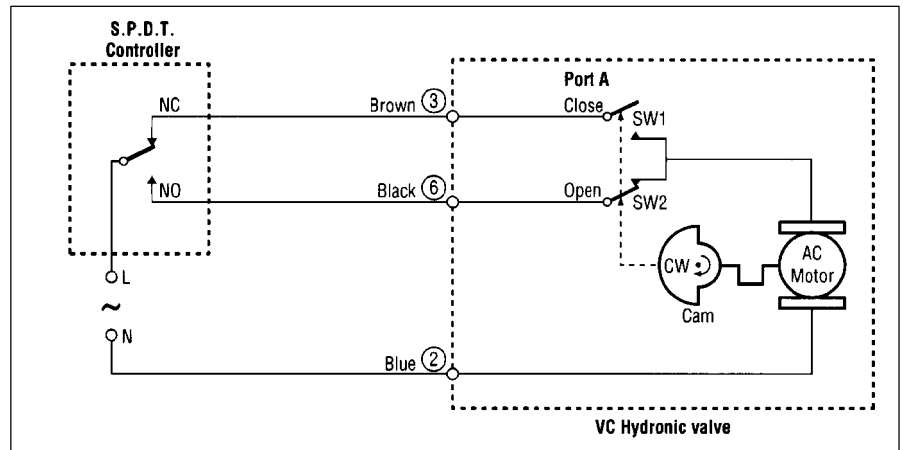 S.P.D.T.
Controller
NC
NO
L
~
N
Brown ③
Black ⑥
Blue ②
Port A
Close
SW1
Open
SW2
CW
Cam
AC
Motor
VC Hydronic valve